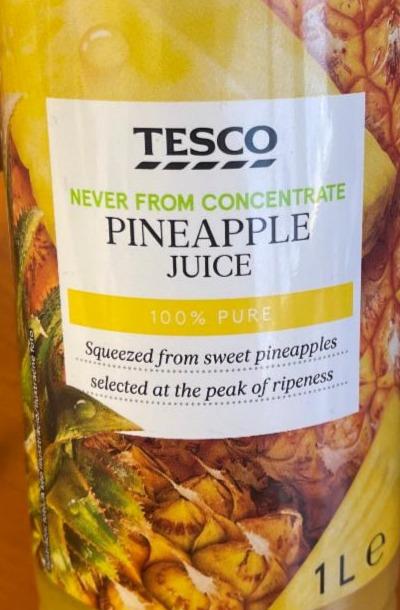 TESCO
NEVER FROM CONCENTRATE
PINEAPPLE
JUICE
100% PURE
Squeezed from sweet pineapples
selected at the peak of ripeness
1L e